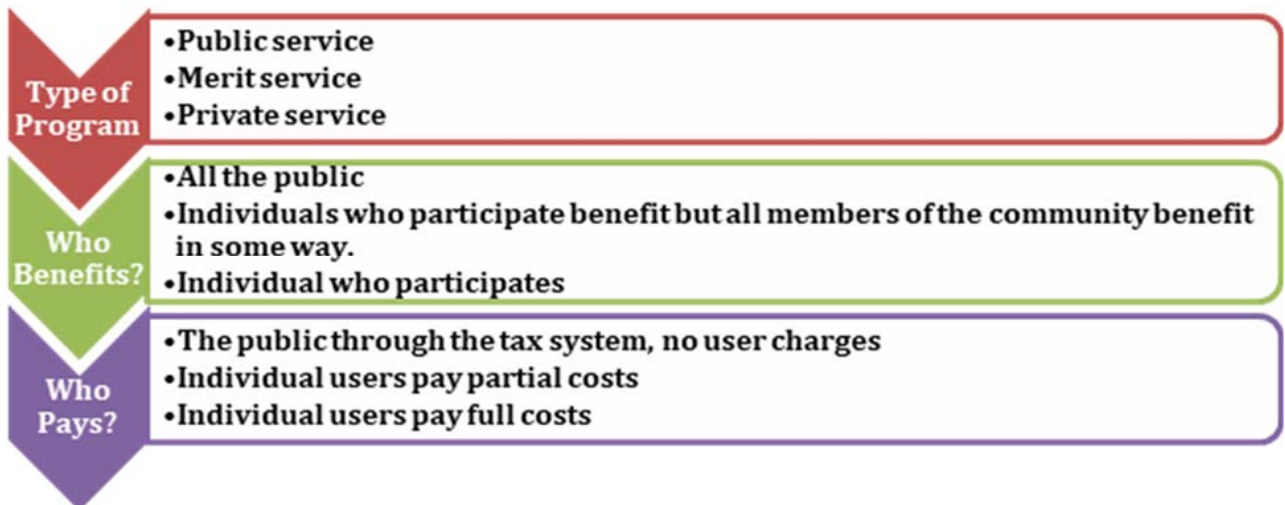 Type of
Program
•Public service
•Merit service
•Private service
Who
Benefits?
•All the public
•Individuals who participate benefit but all members of the community benefit
in some way.
•Individual who participates
Who
Pays?
•The public through the tax system, no user charges
•Individual users pay partial costs
•Individual users pay full costs